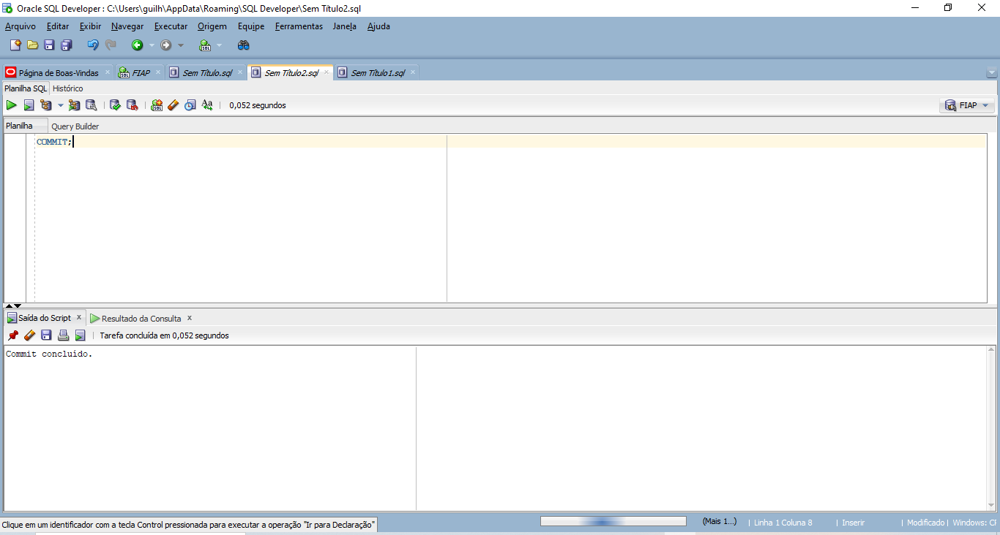 Oracle SQL Developer : C:\Users\guilh\AppData\Roaming\SQL Developer\Sem Título2.sql
Arquivo Editar Exibir Navegar Executar Origem Equipe Ferramentas Janela Ajuda
Página de Boas-Vindas FIAP Sem Título.sql Sem Título2.sql Sem Título1.sql
Planilha SQL Histórico
0,052 segundos FIAP
Planilha Query Builder
COMMIT;
Saída do Script x Resultado da Consulta x
Tarefa concluída em 0,052 segundos
Commit concluído.
Clique em um identificador com a tecla Control pressionada para executar a operação "Ir para Declaração" (Mais 1...) | Linha 1 Coluna 8 | Inserir | Modificado | Windows: CF